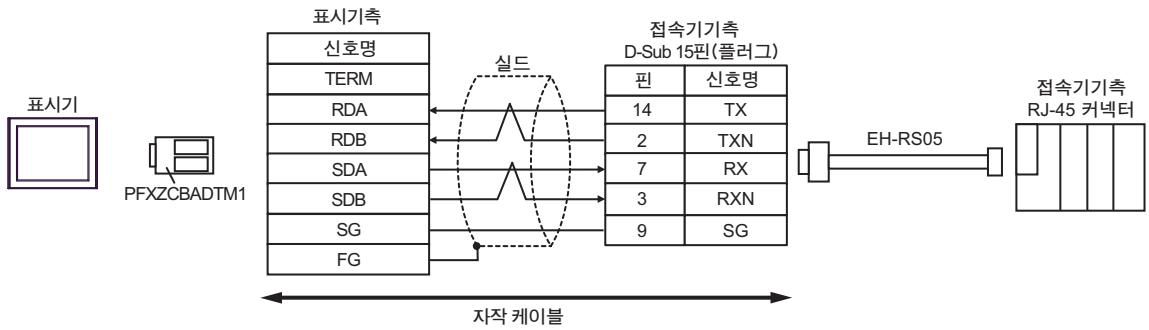 표시기
PFXZCBADTM1
표시기측
신호명
TERM
RDA
RDB
SDA
SDB
SG
FG
실드
접속기기측
D-Sub 15핀(플러그)
핀 신호명
14 TX
2 TXN
7 RX
3 RXN
9 SG
EH-RS05
접속기기측
RJ-45 커넥터
자작 케이블